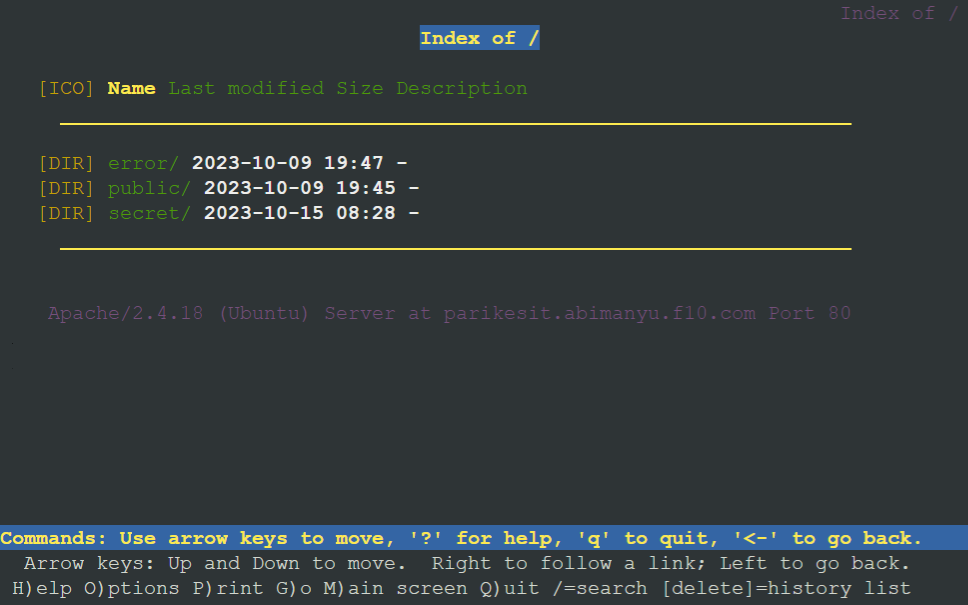 Index of /
Index of /
[ICO] Name Last modified Size Description
[DIR] error/ 2023-10-09 19:47 -
[DIR] public/ 2023-10-09 19:45 -
[DIR] secret/ 2023-10-15 08:28 -
Apache/2.4.18 (Ubuntu) Server at parikesit.abimanyu.f10.com Port 80
Commands: Use arrow keys to move, '?' for help, 'q' to quit, '<-' to go back.
Arrow keys: Up and Down to move.  Right to follow a link; Left to go back.
H)elp O)ptions P)rint G)o M)ain screen Q)uit /=search [delete]=history list